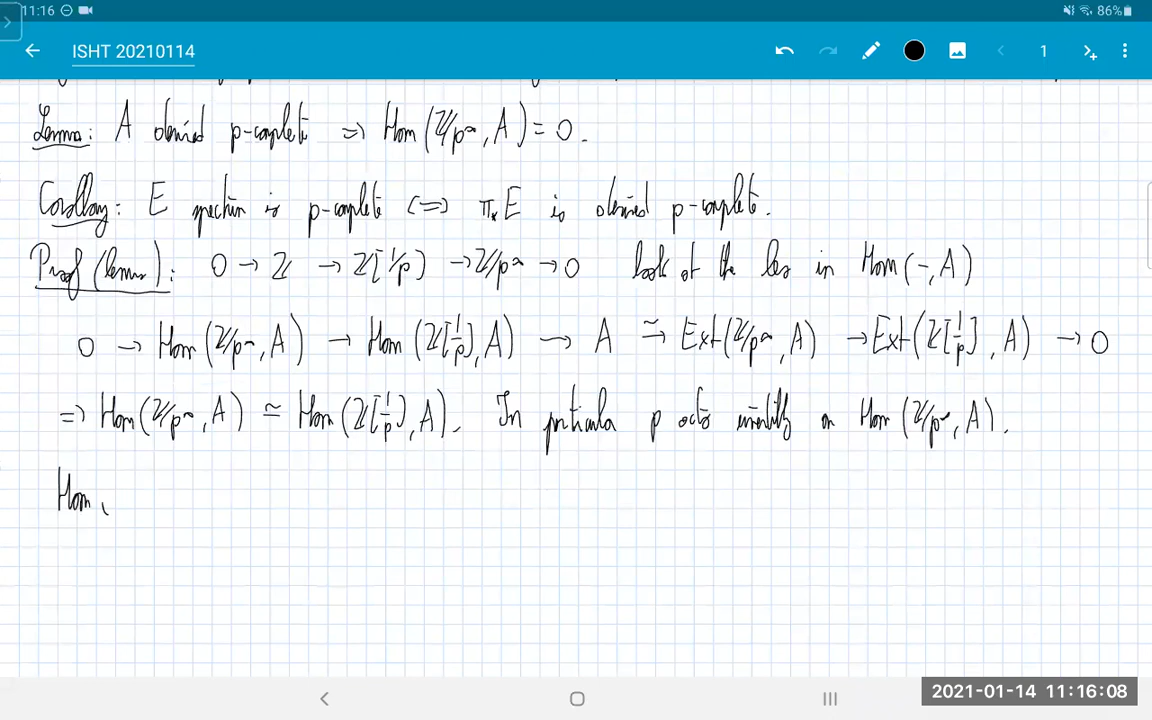 11:16
86%
ISHT 20210114
1
Lemma: A derived p-complete => Hom(Z/p^∞, A) = 0.
Corollary: E spectrum is p-complete <=> π_* E is derived p-complete.
Proof (lemma): 0 → Z → Z[1/p] → Z/p^∞ → 0 look at the les in Hom(-, A)
0 → Hom(Z/p^∞, A) → Hom(Z[1/p], A) → A ≃→ Ext(Z/p^∞, A) → Ext(Z[1/p], A) → 0
=> Hom(Z/p^∞, A) ≃ Hom(Z[1/p], A). In particular p acts invertibly on Hom(Z/p^∞, A).
Hom(
2021-01-14 11:16:08